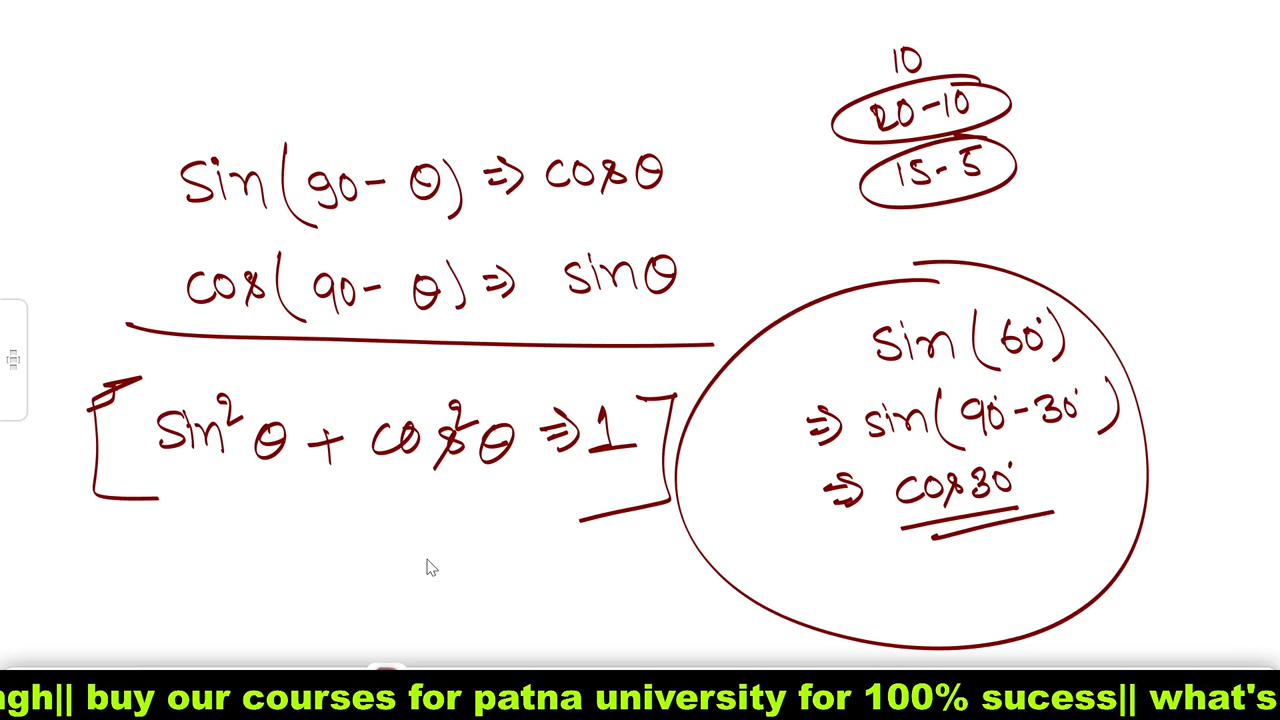 sin(90-θ) ⇒ cosθ
cos(90-θ) ⇒ sinθ
[sin²θ + cos²θ ⇒ 1]
10
20-10
15-5
sin(60°)
⇒ sin(90°-30°)
⇒ cos30°
ngh|| buy our courses for patna university for 100% sucess|| what's